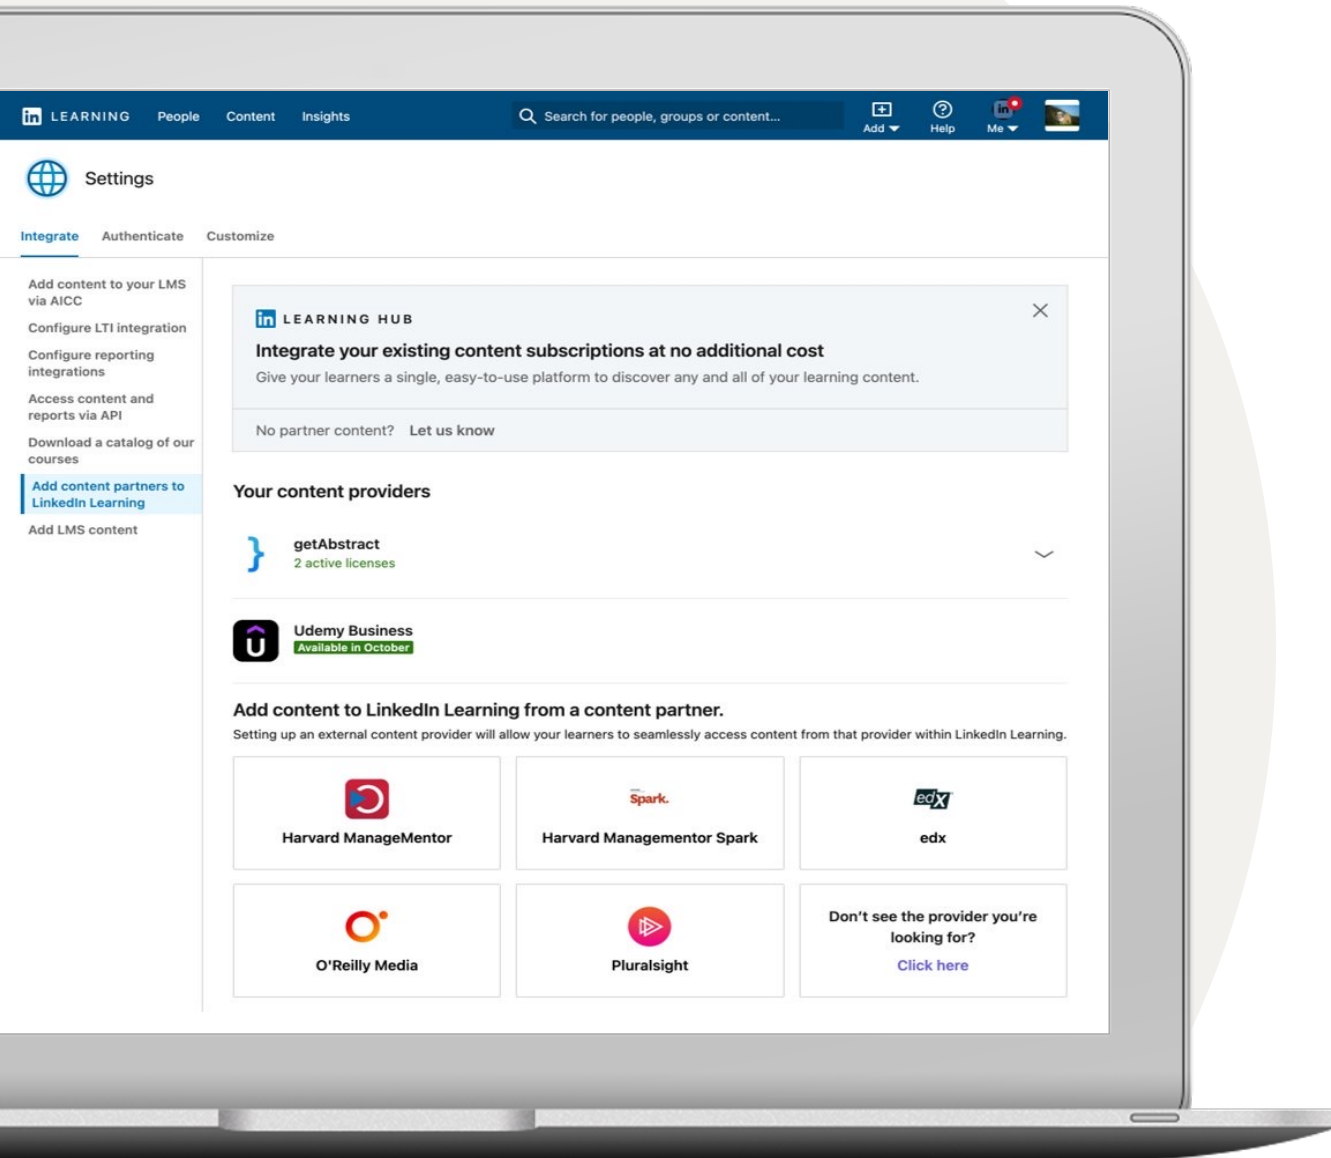 in LEARNING People Content Insights Search for people, groups or content... Add Help in Me
Settings
Integrate Authenticate Customize
Add content to your LMS
via AICC
Configure LTI integration
Configure reporting
integrations
Access content and
reports via API
Download a catalog of our
courses
Add content partners to
LinkedIn Learning
Add LMS content
in LEARNING HUB
Integrate your existing content subscriptions at no additional cost
Give your learners a single, easy-to-use platform to discover any and all of your learning content.
No partner content? Let us know
Your content providers
getAbstract
2 active licenses
Udemy Business
Available in October
Add content to LinkedIn Learning from a content partner.
Setting up an external content provider will allow your learners to seamlessly access content from that provider within LinkedIn Learning.
Harvard ManageMentor
Spark.
Harvard Managementor Spark
edX
edx
O'Reilly Media
Pluralsight
Don't see the provider you're
looking for?
Click here